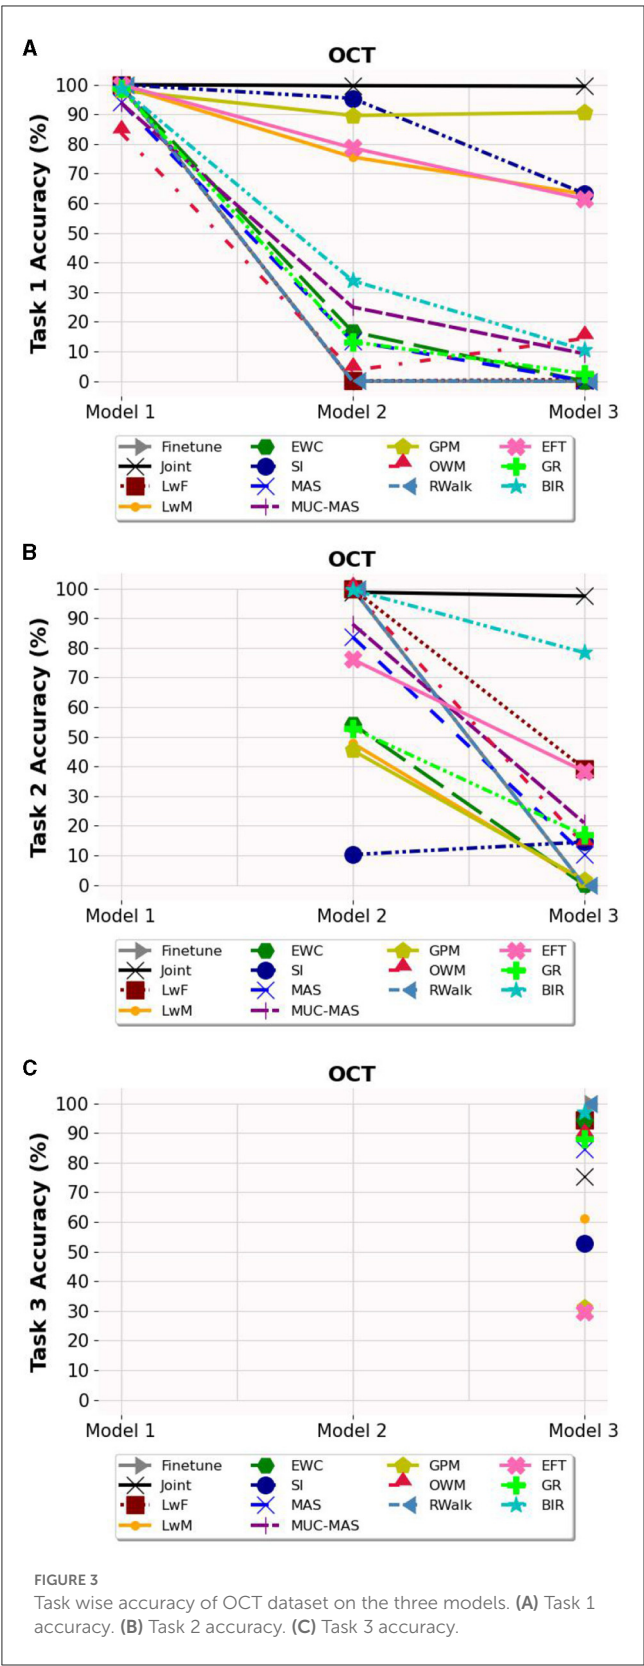 A
OCT
Task 1 Accuracy (%)
100
90
80
70
60
50
40
30
20
10
0
Model 1 Model 2 Model 3
Finetune EWC GPM EFT
Joint SI OWM GR
LwF MAS RWalk BIR
LwM MUC-MAS
B
OCT
Task 2 Accuracy (%)
100
90
80
70
60
50
40
30
20
10
0
Model 1 Model 2 Model 3
Finetune EWC GPM EFT
Joint SI OWM GR
LwF MAS RWalk BIR
LwM MUC-MAS
C
OCT
Task 3 Accuracy (%)
100
90
80
70
60
50
40
30
20
10
0
Model 1 Model 2 Model 3
Finetune EWC GPM EFT
Joint SI OWM GR
LwF MAS RWalk BIR
LwM MUC-MAS
FIGURE 3
Task wise accuracy of OCT dataset on the three models. (A) Task 1
accuracy. (B) Task 2 accuracy. (C) Task 3 accuracy.